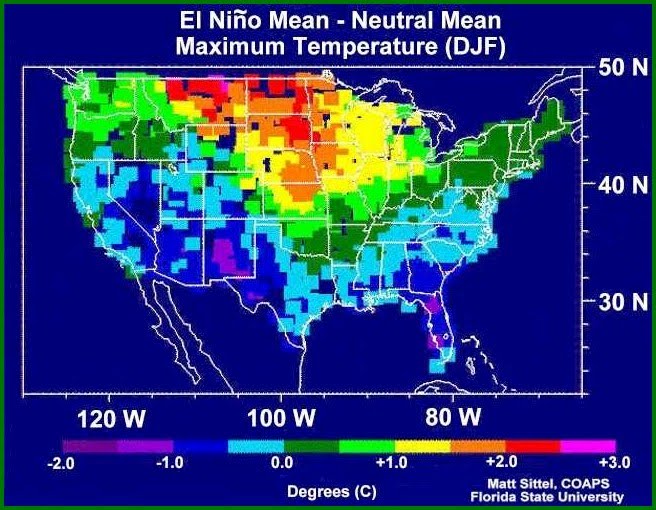 El Niño Mean - Neutral Mean
Maximum Temperature (DJF)
50 N
40 N
30 N
120 W 100 W 80 W
-2.0 -1.0 0.0 +1.0 +2.0 +3.0
Degrees (C)
Matt Sittel, COAPS
Florida State University